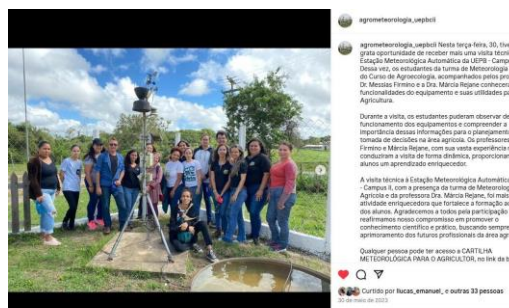 agrometeorologia_uepbcii
agrometeorologia_uepbcii Nesta terça-feira, 30, tive
grata oportunidade de receber mais uma visita técni
Estação Meteorológica Automática da UEPB - Camp
Dessa vez, os estudantes da turma de Meteorologia
do Curso de Agroecologia, acompanhados pelos pro
Dr. Messias Firmino e a Dra. Márcia Rejane conhecera
funcionalidades do equipamento e suas utilidades pa
Agricultura.
Durante a visita, os estudantes puderam observar de
funcionamento dos equipamentos e compreender a
importância dessas informações para o planejament
tomada de decisões na área agrícola. Os professores
Firmino e Márcia Rejane, com sua vasta experiência n
conduziram a visita de forma dinâmica, proporcionan
alunos um aprendizado enriquecedor.
A visita técnica à Estação Meteorológica Automática
- Campus II, com a presença da turma de Meteorolog
Agrícola e da professora Dra. Márcia Rejane, foi mais
atividade enriquecedora que fortalece a formação a
dos alunos. Agradecemos a todos pela participação
reafirmamos nosso compromisso em promover o
conhecimento científico e prático, buscando sempre
aprimoramento dos futuros profissionais da área agr
Qualquer pessoa pode ter acesso a CARTILHA
METEOROLÓGICA PARA O AGRICULTOR, no link da b
Curtido por llucas_emanuel_ e outras 33 pessoas
30 de maio de 2023